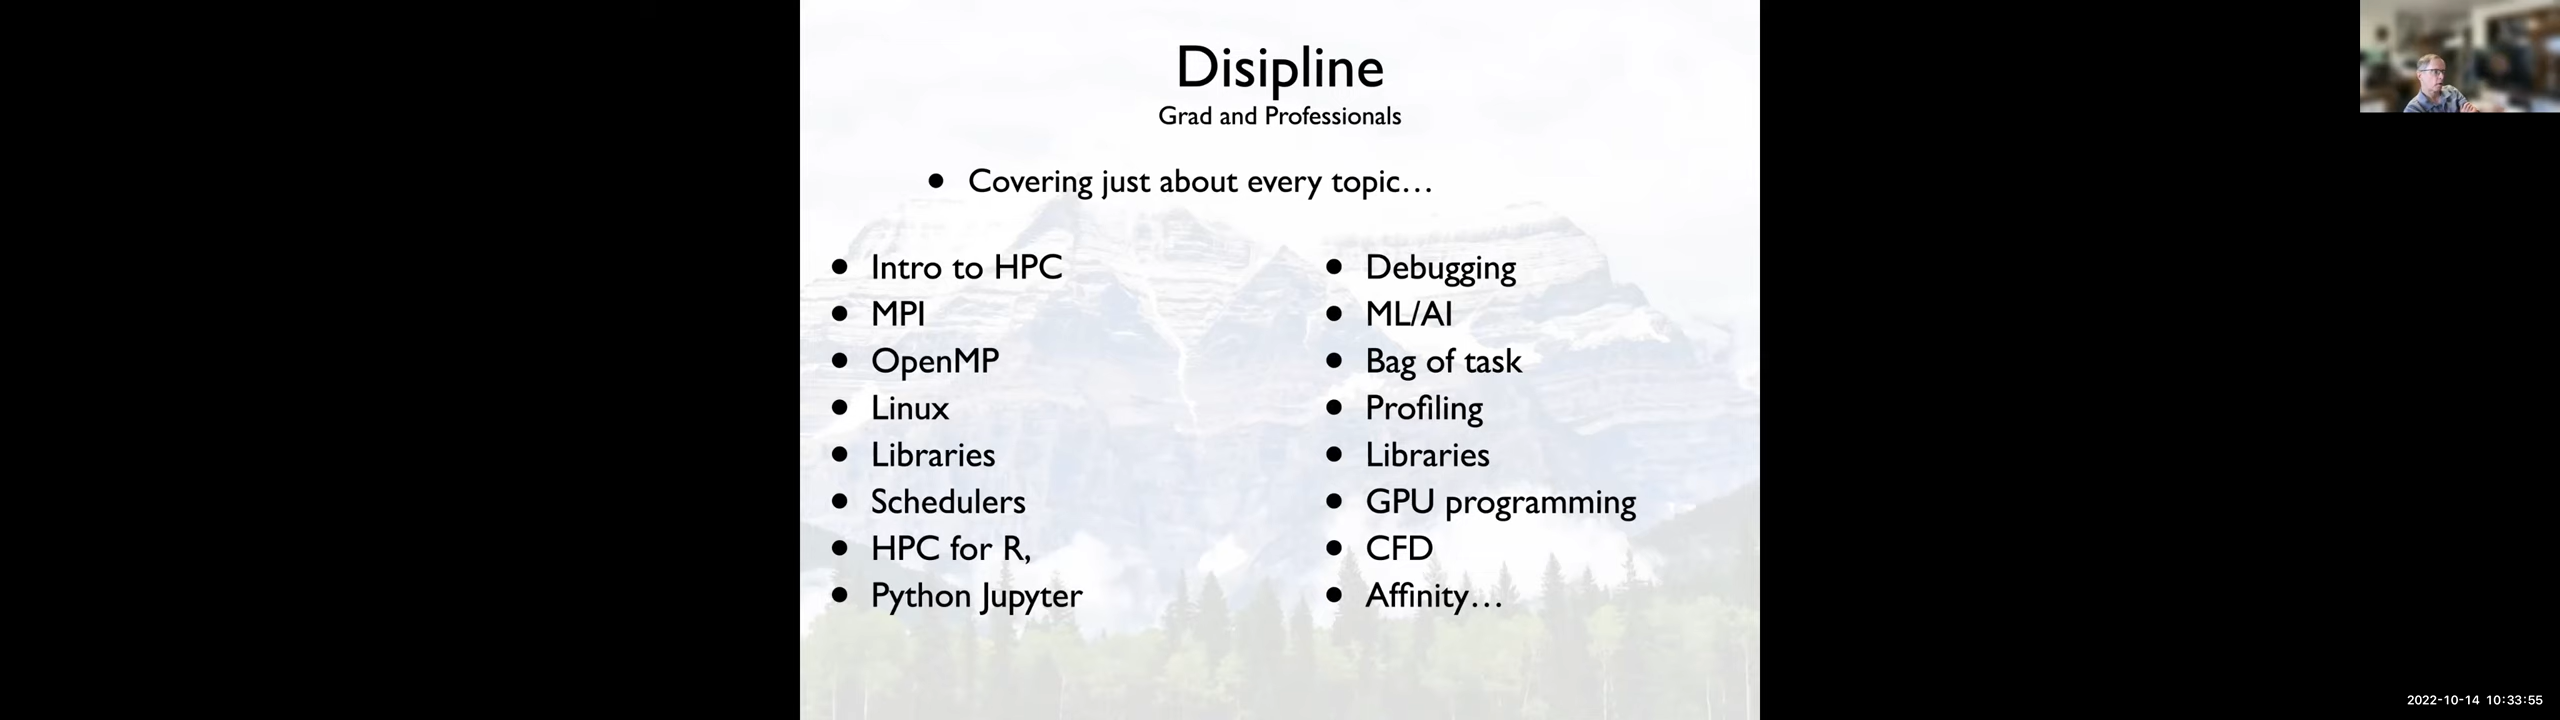 Disipline
Grad and Professionals
• Covering just about every topic…
• Intro to HPC
• MPI
• OpenMP
• Linux
• Libraries
• Schedulers
• HPC for R,
• Python Jupyter
• Debugging
• ML/AI
• Bag of task
• Profiling
• Libraries
• GPU programming
• CFD
• Affinity…
2022-10-14 10:33:55